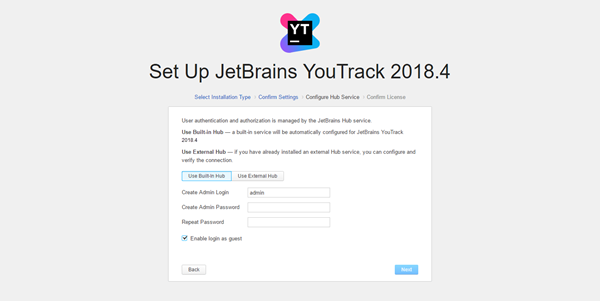 YT
Set Up JetBrains YouTrack 2018.4
Select Installation Type › Confirm Settings › Configure Hub Service › Confirm License
User authentication and authorization is managed by the JetBrains Hub service.
Use Built-in Hub — a built-in service will be automatically configured for JetBrains YouTrack
2018.4
Use External Hub — if you have already installed an external Hub service, you can configure and
verify the connection.
Use Built-in Hub Use External Hub
Create Admin Login admin
Create Admin Password
Repeat Password
Enable login as guest
Back Next